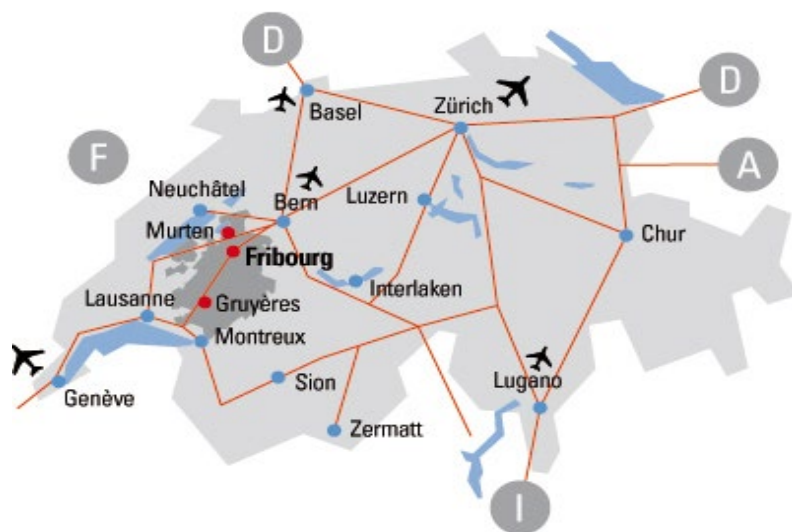 D
Basel
Zürich
D
F
A
Neuchâtel
Bern
Luzern
Murten
Chur
Fribourg
Interlaken
Lausanne
Gruyères
Montreux
Genève
Sion
Lugano
Zermatt
I